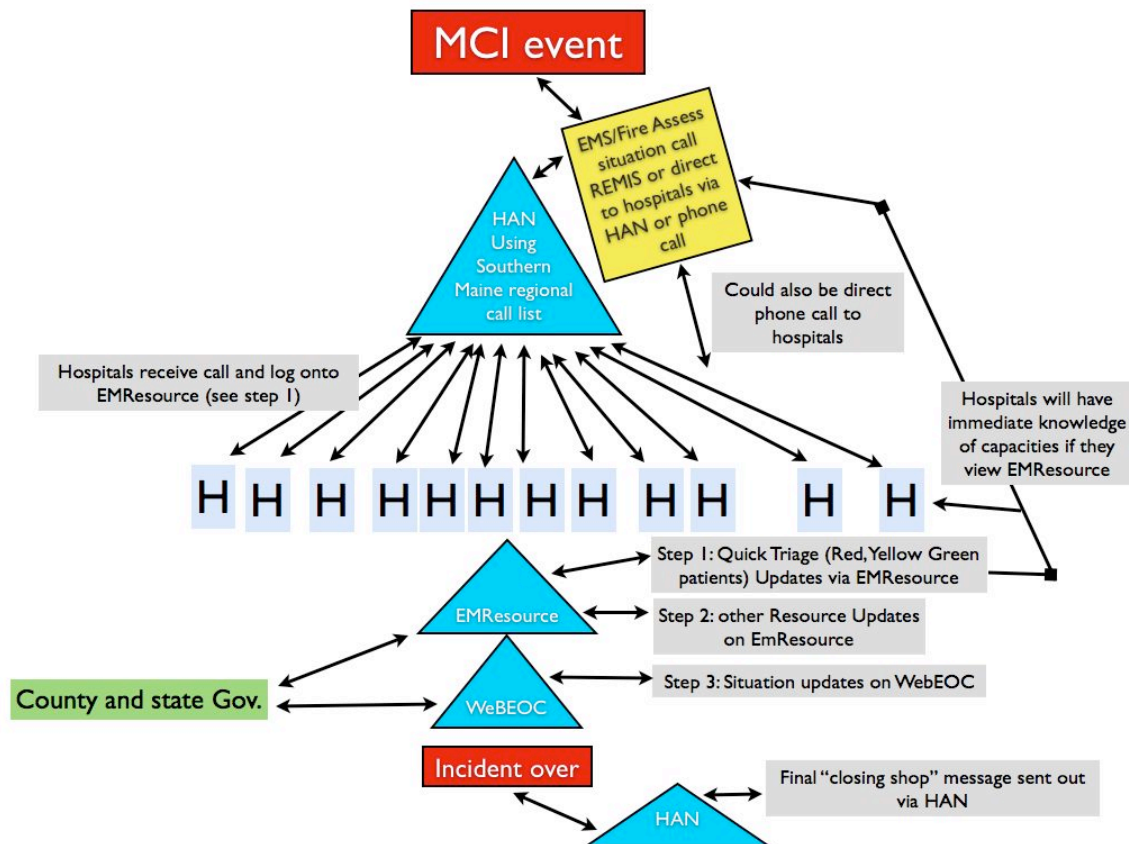 MCI event
EMS/Fire Assess
situation call
REMIS or direct
to hospitals via
HAN or phone
call
HAN
Using
Southern
Maine regional
call list
Could also be direct
phone call to
hospitals
Hospitals receive call and log onto
EMResource (see step 1)
Hospitals will have
immediate knowledge
of capacities if they
view EMResource
H H H H H H H H H H H H
Step 1: Quick Triage (Red, Yellow Green
patients) Updates via EMResource
EMResource
Step 2: other Resource Updates
on EmResource
County and state Gov.
Step 3: Situation updates on WebEOC
WeBEOC
Incident over
Final “closing shop” message sent out
via HAN
HAN